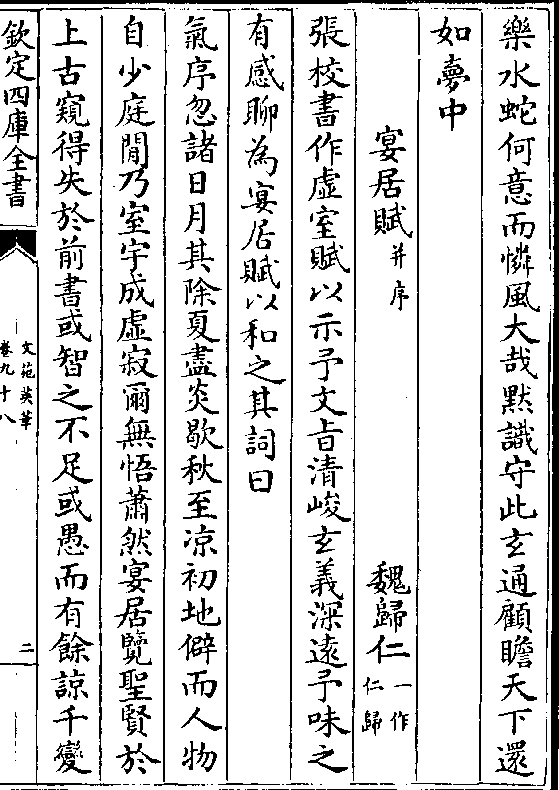 樂水蛇何意而憐風大哉黙識守此玄通顧瞻天下還
如夢中
宴居賦并序
魏歸仁一作仁歸
張校書作虚室賦以示予文㫖清峻玄義深遠予味之
有感聊為宴居賦以和之其詞曰
氣序忽諸日月其除夏盡炎歇秋至凉初地僻而人物
自少庭閒乃室宇成虚寂爾無悟蕭然宴居覽聖賢於
上古窺得失於前書或智之不足或愚而有餘諒千變
欽定四庫全書
文苑英華
卷九十八
二